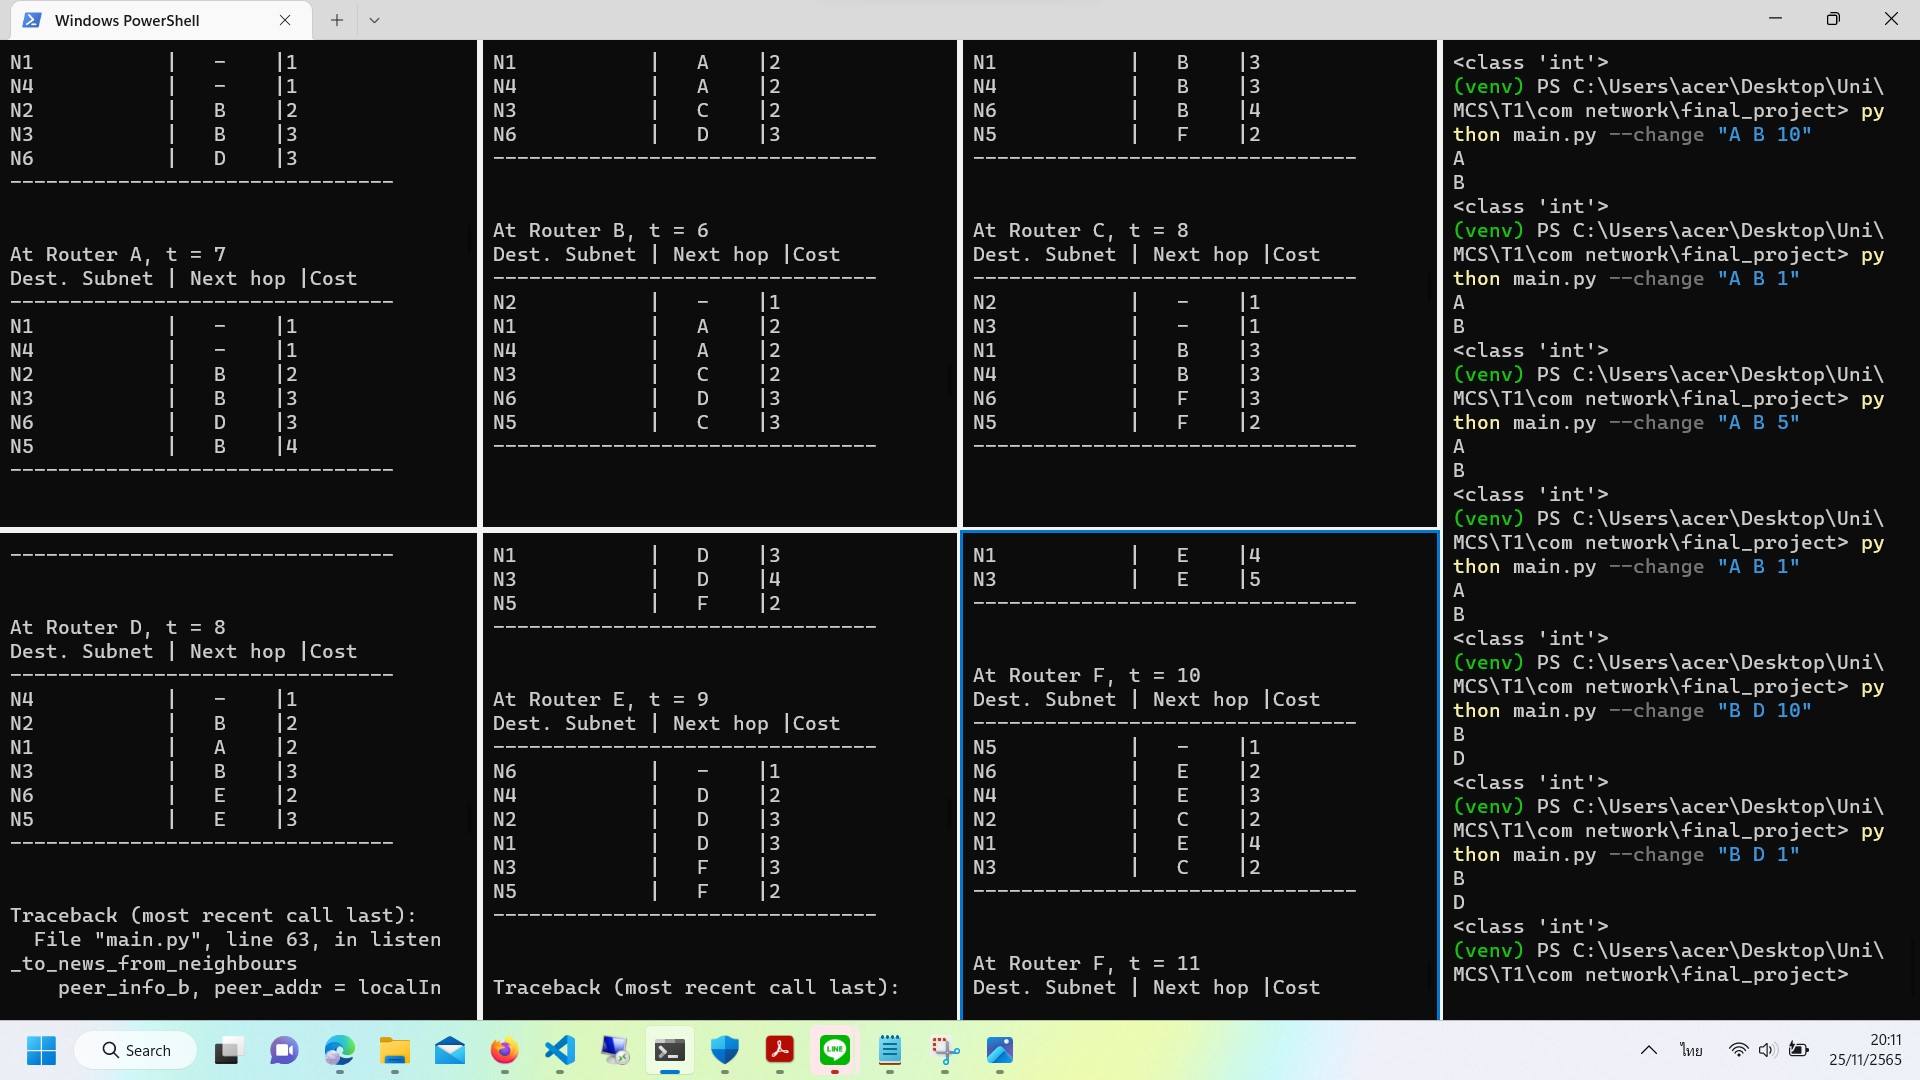 Windows PowerShell
N1 | - |1
N4 | - |1
N2 | B |2
N3 | B |3
N6 | D |3
--------------------------------
At Router A, t = 7
Dest. Subnet | Next hop |Cost
--------------------------------
N1 | - |1
N4 | - |1
N2 | B |2
N3 | B |3
N6 | D |3
N5 | B |4
--------------------------------
N1 | A |2
N4 | A |2
N3 | C |2
N6 | D |3
--------------------------------
At Router B, t = 6
Dest. Subnet | Next hop |Cost
--------------------------------
N2 | - |1
N1 | A |2
N4 | A |2
N3 | C |2
N6 | D |3
N5 | C |3
--------------------------------
N1 | B |3
N4 | B |3
N6 | B |4
N5 | F |2
--------------------------------
At Router C, t = 8
Dest. Subnet | Next hop |Cost
--------------------------------
N2 | - |1
N3 | - |1
N1 | B |3
N4 | B |3
N6 | F |3
N5 | F |2
--------------------------------
--------------------------------
At Router D, t = 8
Dest. Subnet | Next hop |Cost
--------------------------------
N4 | - |1
N2 | B |2
N1 | A |2
N3 | B |3
N6 | E |2
N5 | E |3
--------------------------------
Traceback (most recent call last):
File "main.py", line 63, in listen
_to_news_from_neighbours
peer_info_b, peer_addr = localIn
N1 | D |3
N3 | D |4
N5 | F |2
--------------------------------
At Router E, t = 9
Dest. Subnet | Next hop |Cost
--------------------------------
N6 | - |1
N4 | D |2
N2 | D |3
N1 | D |3
N3 | F |3
N5 | F |2
--------------------------------
Traceback (most recent call last):
N1 | E |4
N3 | E |5
--------------------------------
At Router F, t = 10
Dest. Subnet | Next hop |Cost
--------------------------------
N5 | - |1
N6 | E |2
N4 | E |3
N2 | C |2
N1 | E |4
N3 | C |2
--------------------------------
At Router F, t = 11
Dest. Subnet | Next hop |Cost
<class 'int'>
(venv) PS C:\Users\acer\Desktop\Uni\
MCS\T1\com network\final_project> py
thon main.py --change "A B 10"
A
B
<class 'int'>
(venv) PS C:\Users\acer\Desktop\Uni\
MCS\T1\com network\final_project> py
thon main.py --change "A B 1"
A
B
<class 'int'>
(venv) PS C:\Users\acer\Desktop\Uni\
MCS\T1\com network\final_project> py
thon main.py --change "A B 5"
A
B
<class 'int'>
(venv) PS C:\Users\acer\Desktop\Uni\
MCS\T1\com network\final_project> py
thon main.py --change "A B 1"
A
B
<class 'int'>
(venv) PS C:\Users\acer\Desktop\Uni\
MCS\T1\com network\final_project> py
thon main.py --change "B D 10"
B
D
<class 'int'>
(venv) PS C:\Users\acer\Desktop\Uni\
MCS\T1\com network\final_project> py
thon main.py --change "B D 1"
B
D
<class 'int'>
(venv) PS C:\Users\acer\Desktop\Uni\
MCS\T1\com network\final_project>
Search
LINE
ไทย
20:11
25/11/2565